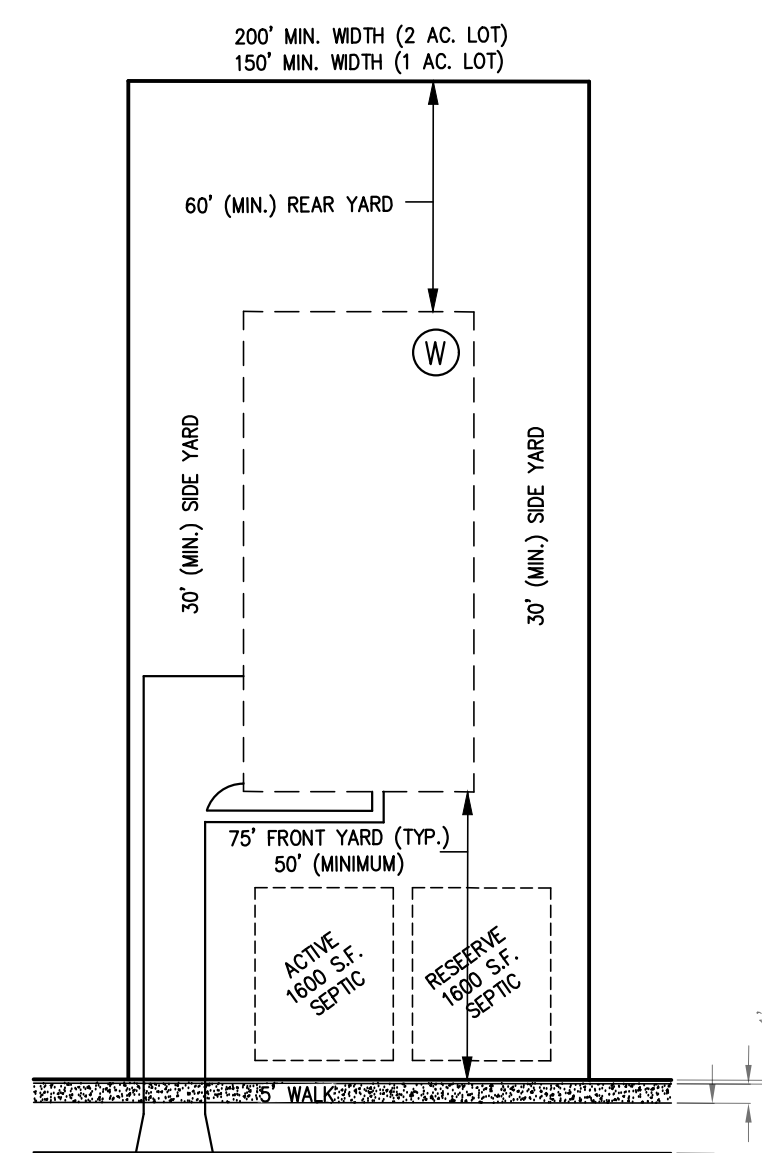 200' MIN. WIDTH (2 AC. LOT)
150' MIN. WIDTH (1 AC. LOT)
60' (MIN.) REAR YARD
W
30' (MIN.) SIDE YARD
30' (MIN.) SIDE YARD
75' FRONT YARD (TYP.)
50' (MINIMUM)
ACTIVE
1600 S.F.
SEPTIC
RESEERVE
1600 S.F.
SEPTIC
5' WALK